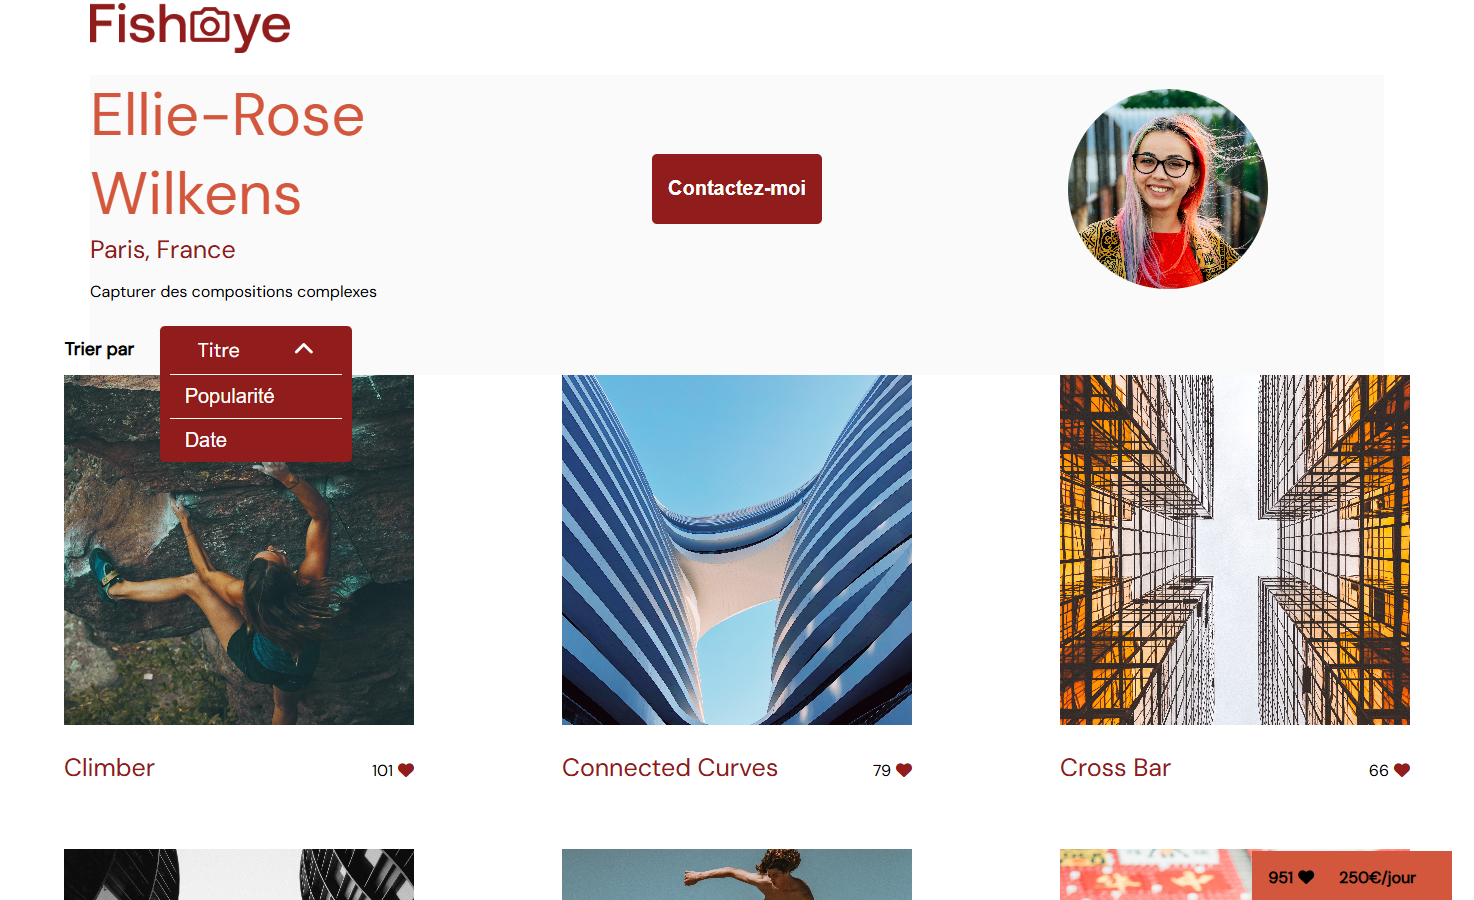 Fisheye
Ellie-Rose
Wilkens
Paris, France
Capturer des compositions complexes
Contactez-moi
Trier par
Titre
Popularité
Date
Climber
101
Connected Curves
79
Cross Bar
66
951
250€/jour